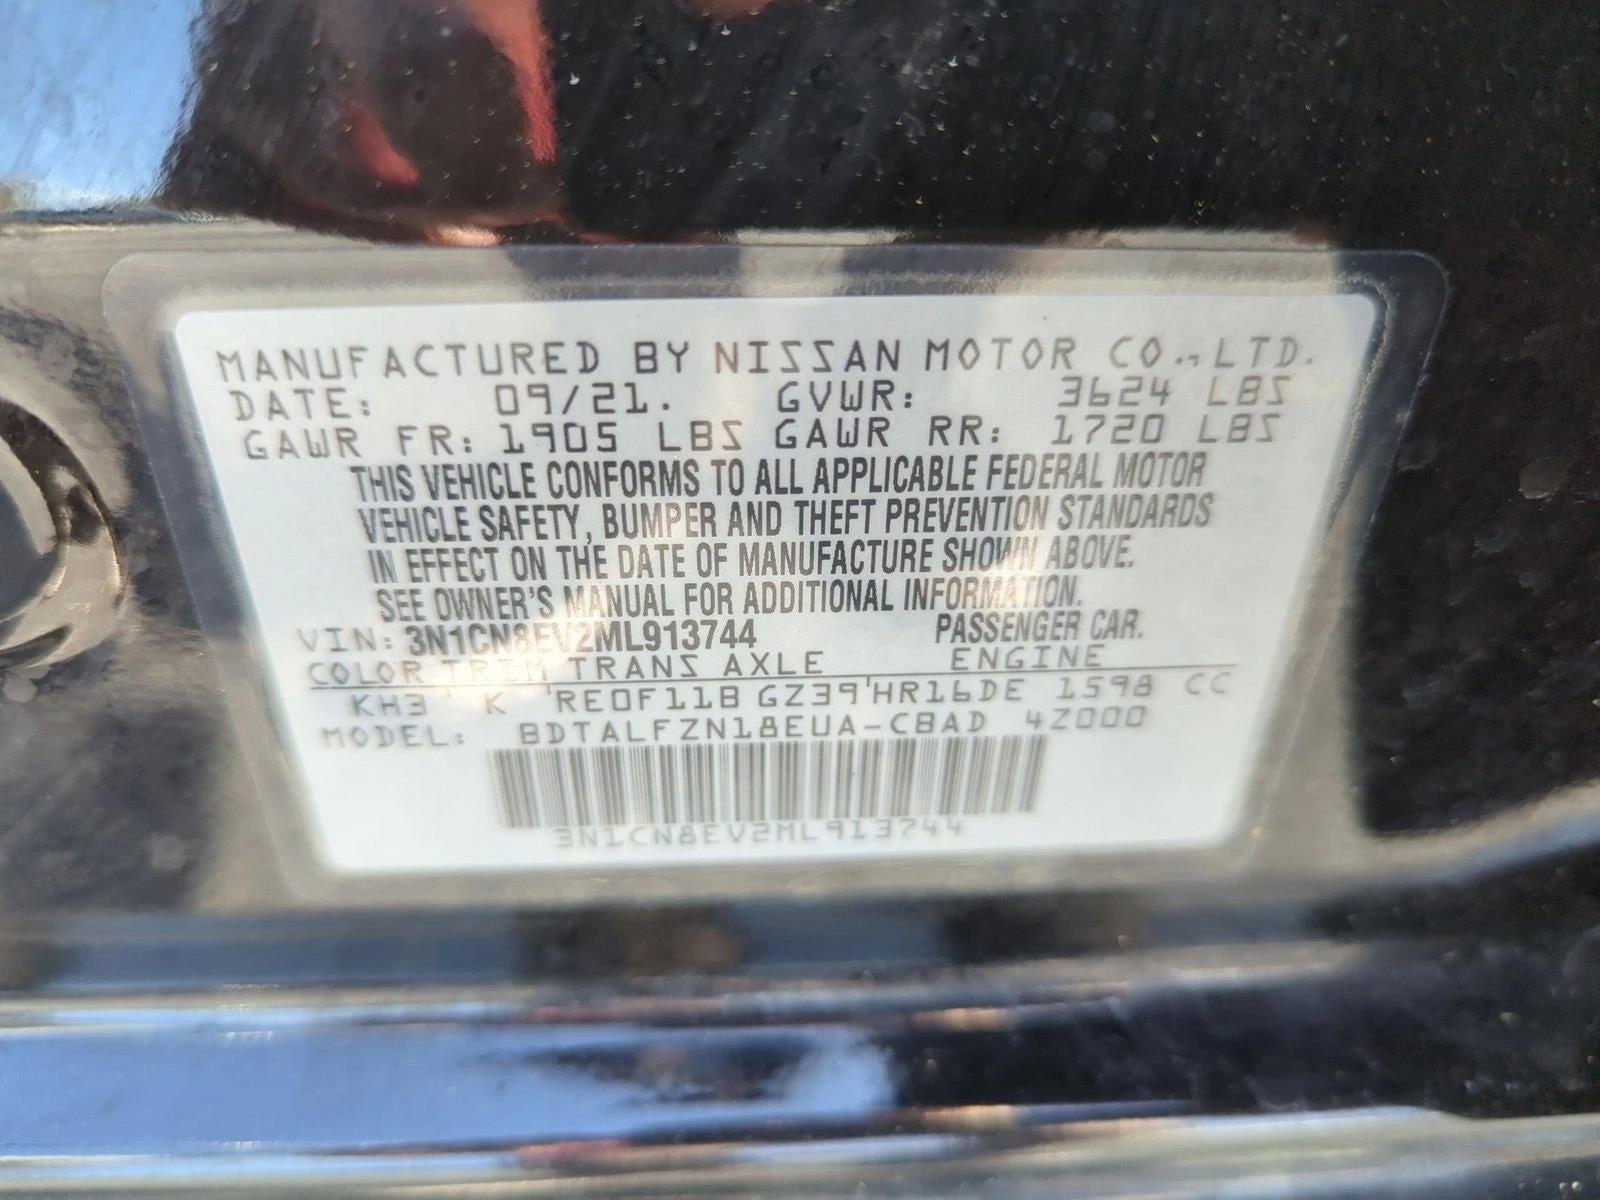 MANUFACTURED BY NISSAN MOTOR CO., LTD.
DATE: 09/21. GVWR: 3624 LBS
GAWR FR: 1905 LBS GAWR RR: 1720 LBS
THIS VEHICLE CONFORMS TO ALL APPLICABLE FEDERAL MOTOR
VEHICLE SAFETY, BUMPER AND THEFT PREVENTION STANDARDS
IN EFFECT ON THE DATE OF MANUFACTURE SHOWN ABOVE.
SEE OWNER'S MANUAL FOR ADDITIONAL INFORMATION.
VIN: 3N1CN8EV2ML913744 PASSENGER CAR.
COLOR TRIM TRANS AXLE ENGINE
KH3 K RE0F11B GZ39 HR16DE 1598 CC
MODEL: BDTALFZN18EUA-CBAD 4Z000
3N1CN8EV2ML913744